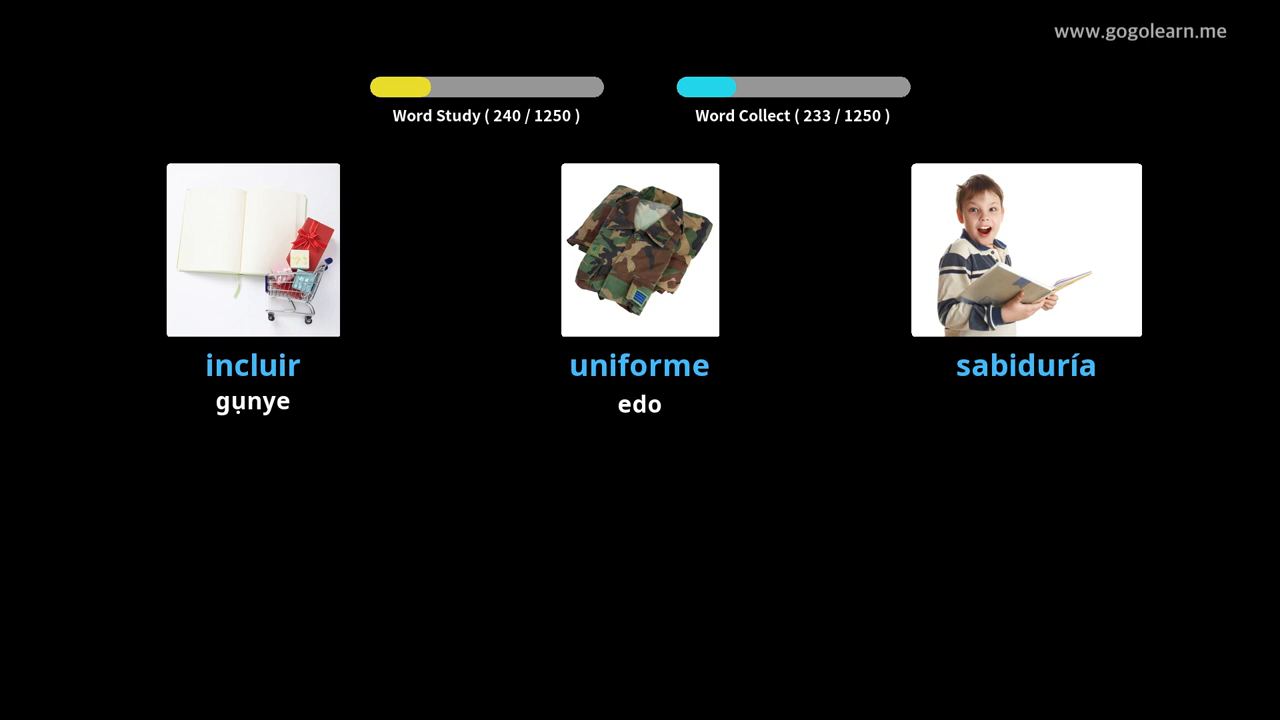 www.gogolearn.me
Word Study ( 240 / 1250 )
Word Collect ( 233 / 1250 )
incluir
gụnye
uniforme
edo
sabiduría